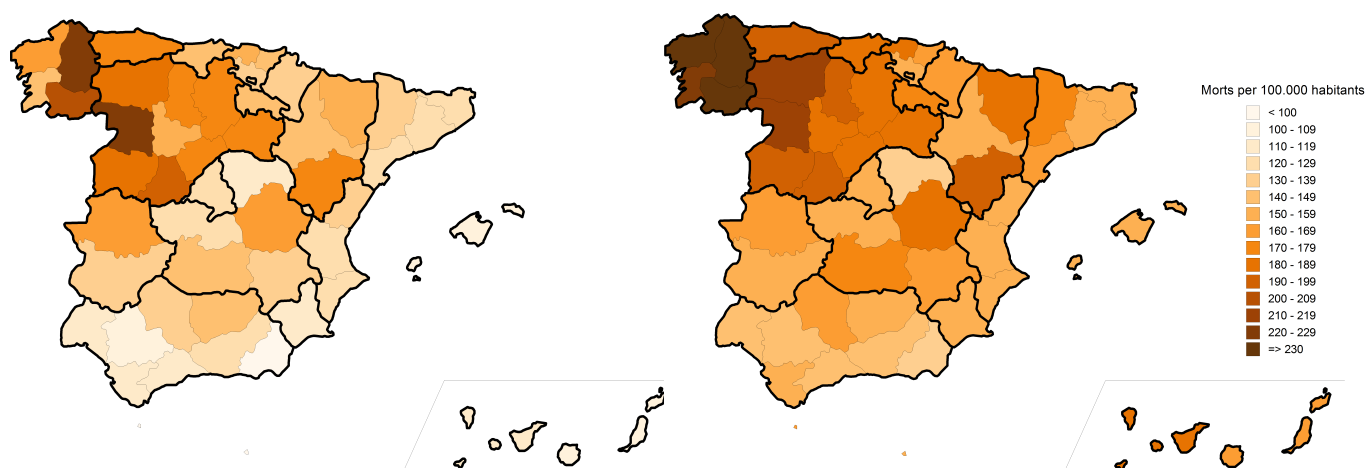 Morts per 100.000 habitants
< 100
100 - 109
110 - 119
120 - 129
130 - 139
140 - 149
150 - 159
160 - 169
170 - 179
180 - 189
190 - 199
200 - 209
210 - 219
220 - 229
=> 230